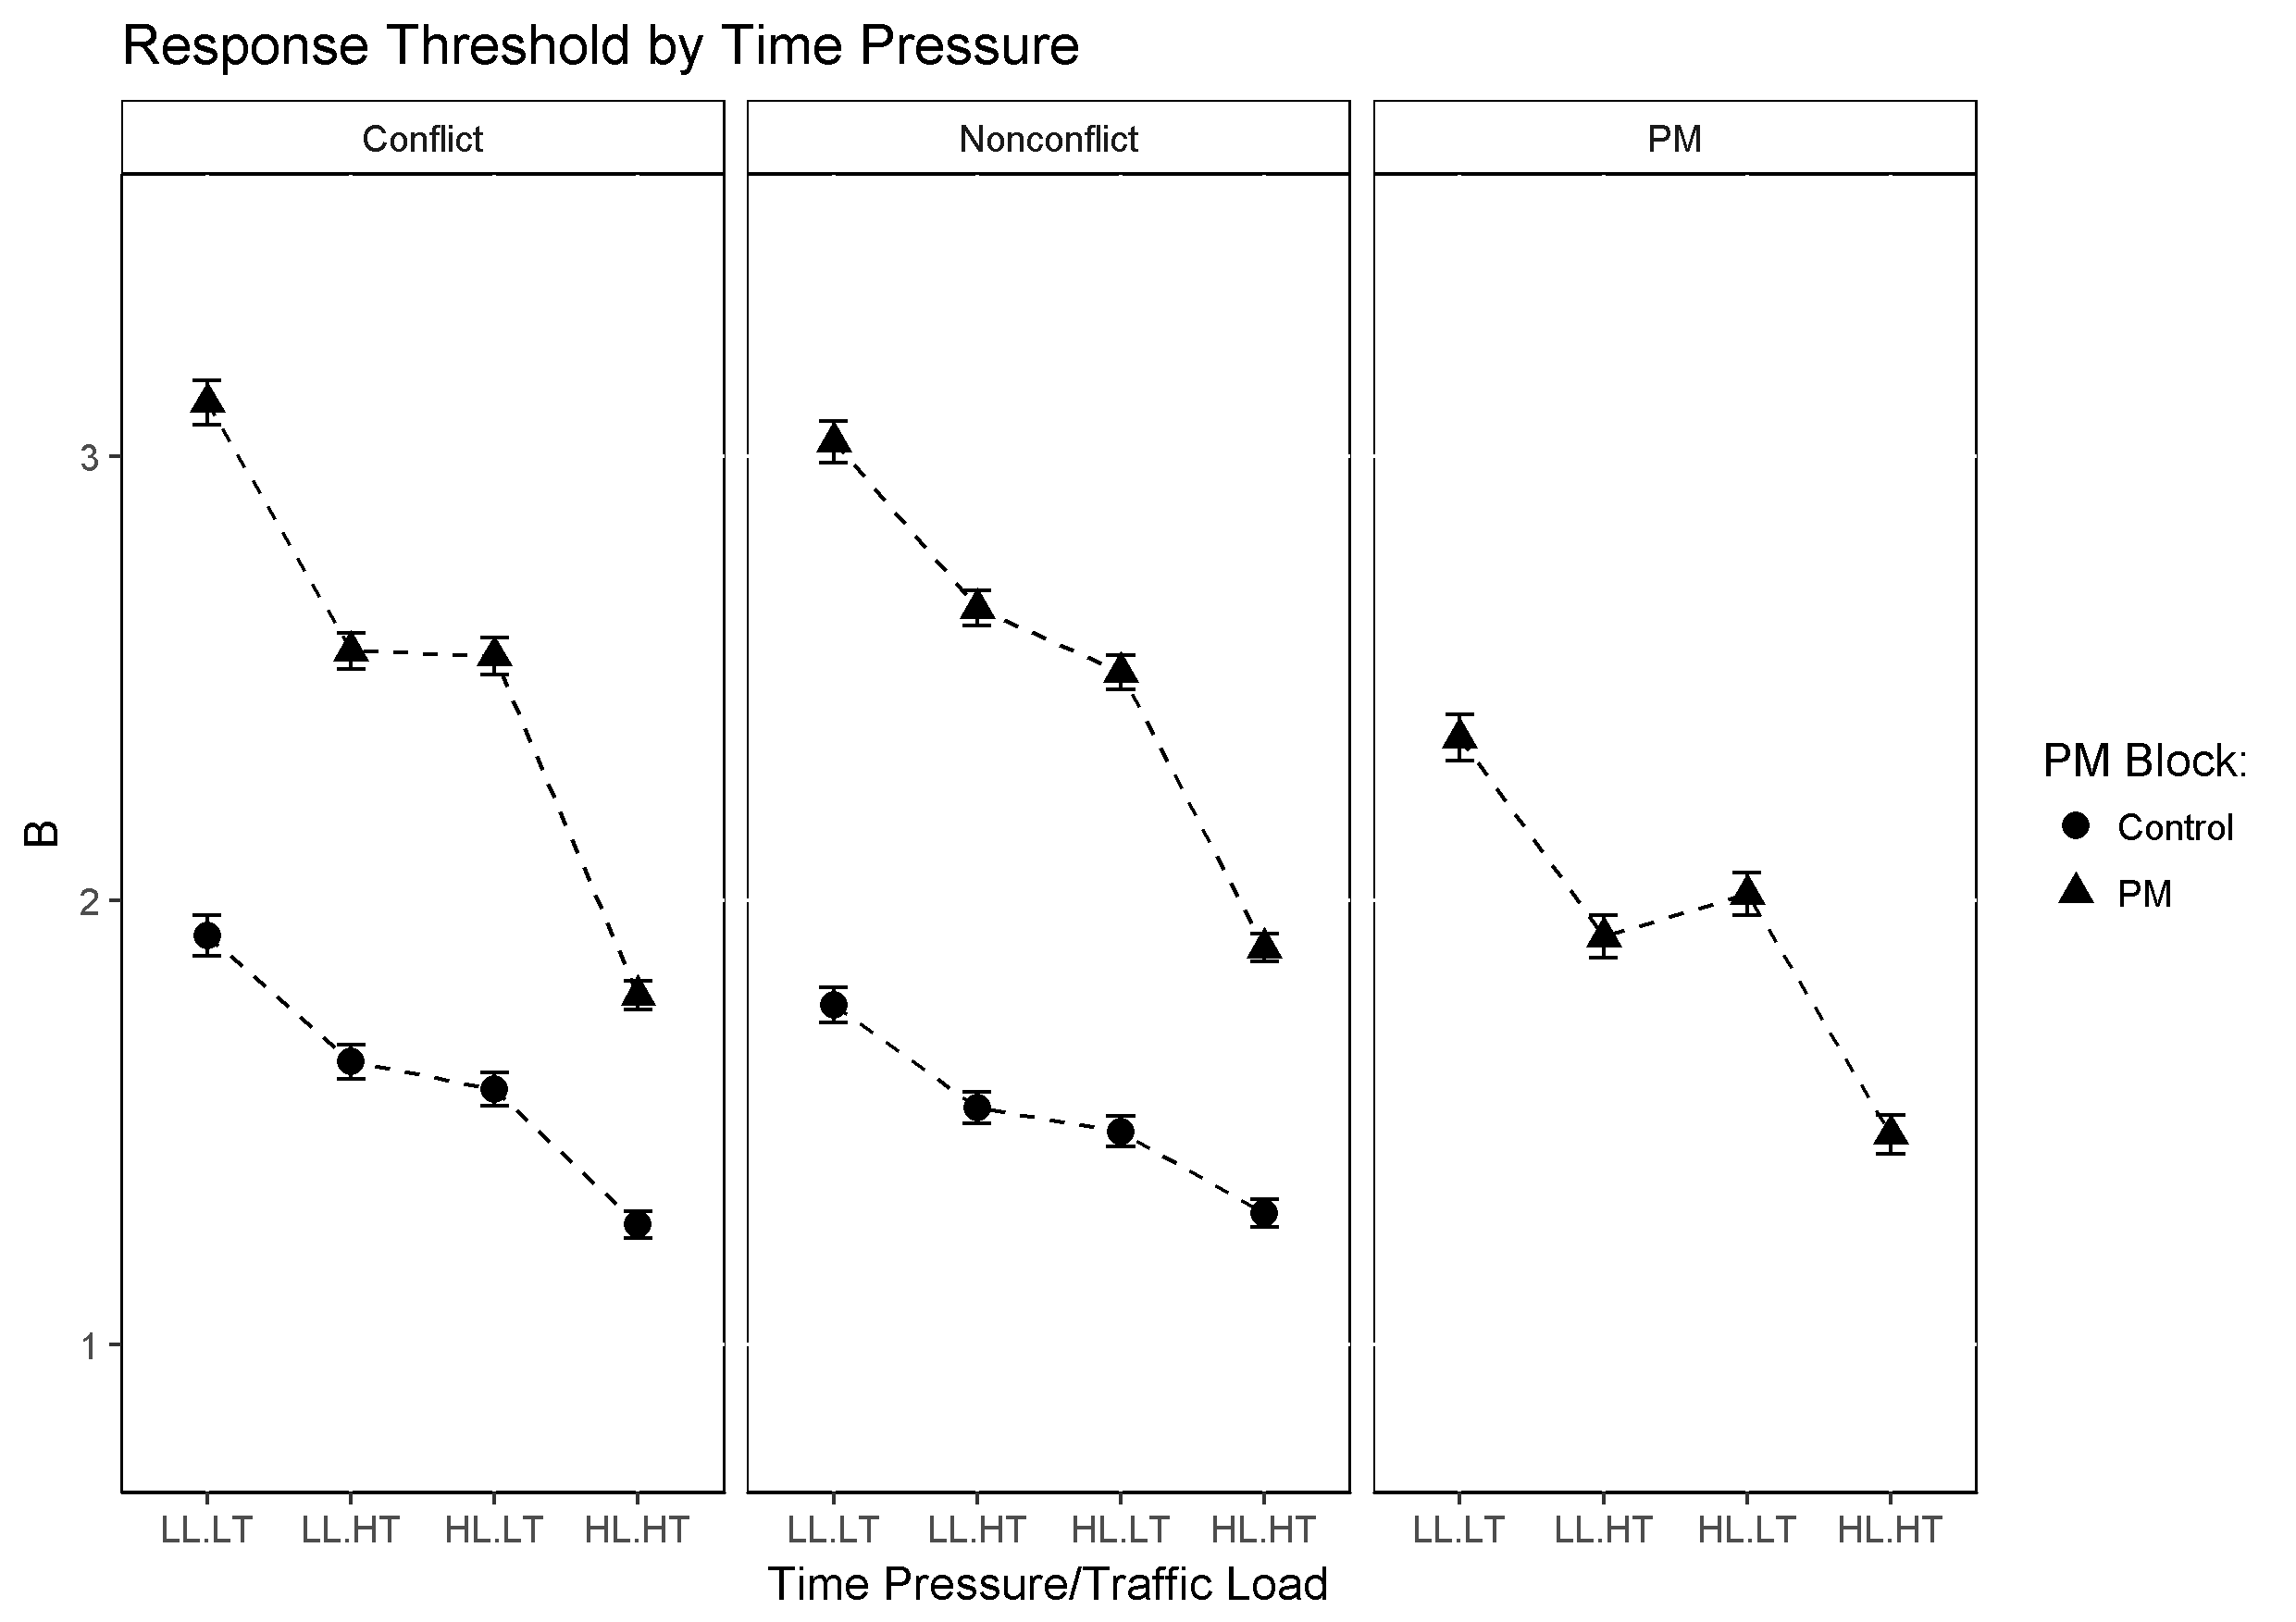 Response Threshold by Time Pressure
Conflict
Nonconflict
PM
3
2
1
B
LL.LT LL.HT HL.LT HL.HT
LL.LT LL.HT HL.LT HL.HT
LL.LT LL.HT HL.LT HL.HT
Time Pressure/Traffic Load
PM Block:
Control
PM